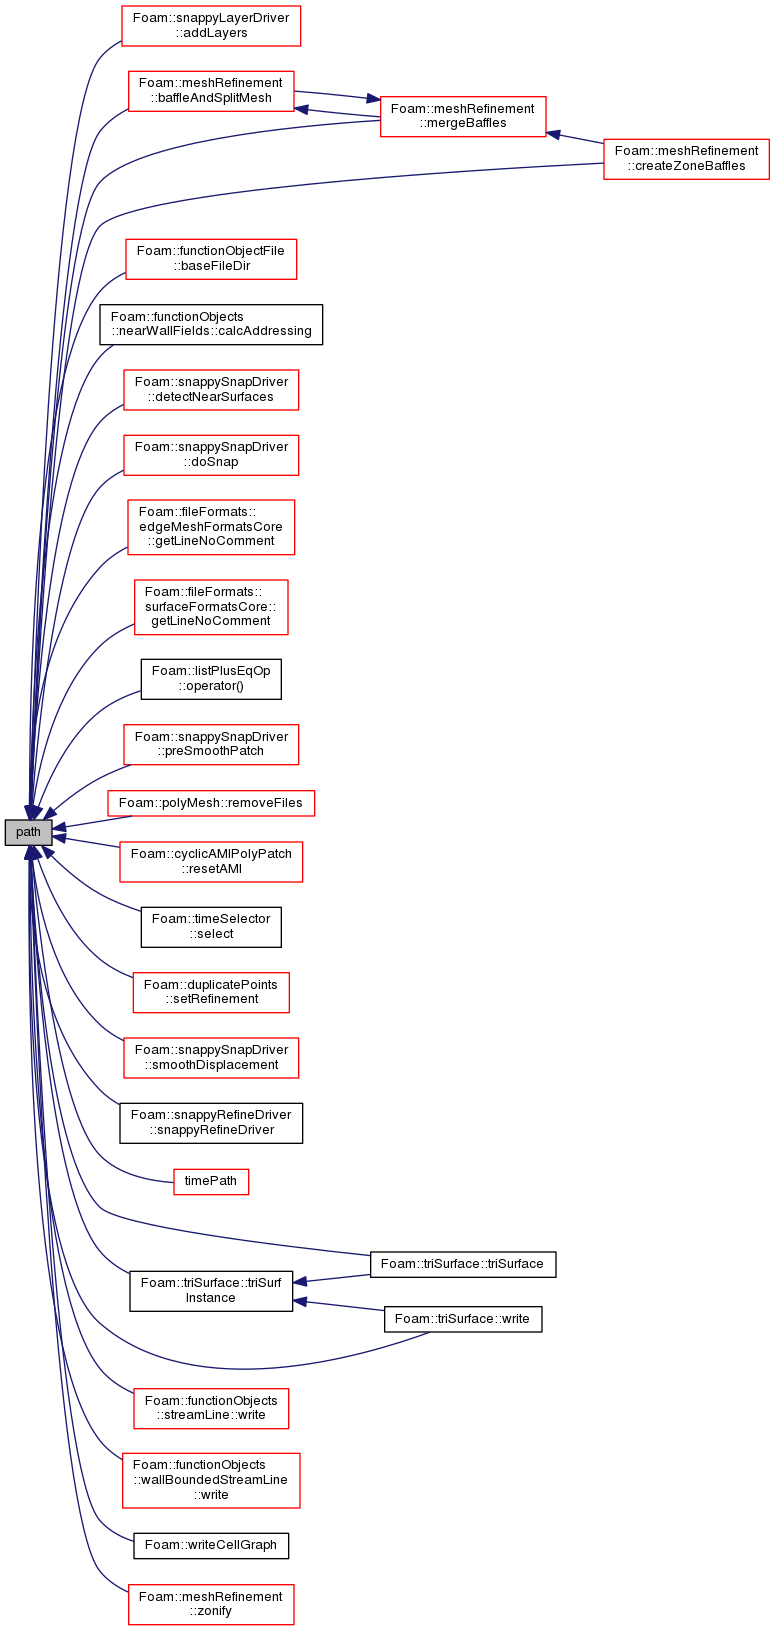 Foam::snappyLayerDriver
::addLayers
Foam::meshRefinement
::baffleAndSplitMesh
Foam::meshRefinement
::mergeBaffles
Foam::meshRefinement
::createZoneBaffles
Foam::functionObjectFile
::baseFileDir
Foam::functionObjects
::nearWallFields::calcAddressing
Foam::snappySnapDriver
::detectNearSurfaces
Foam::snappySnapDriver
::doSnap
Foam::fileFormats::
edgeMeshFormatsCore
::getLineNoComment
Foam::fileFormats::
surfaceFormatsCore::
getLineNoComment
Foam::listPlusEqOp
::operator()
Foam::snappySnapDriver
::preSmoothPatch
Foam::polyMesh::removeFiles
path
Foam::cyclicAMIPolyPatch
::resetAMI
Foam::timeSelector
::select
Foam::duplicatePoints
::setRefinement
Foam::snappySnapDriver
::smoothDisplacement
Foam::snappyRefineDriver
::snappyRefineDriver
timePath
Foam::triSurface::triSurface
Foam::triSurface::triSurf
Instance
Foam::triSurface::write
Foam::functionObjects
::streamLine::write
Foam::functionObjects
::wallBoundedStreamLine
::write
Foam::writeCellGraph
Foam::meshRefinement
::zonify